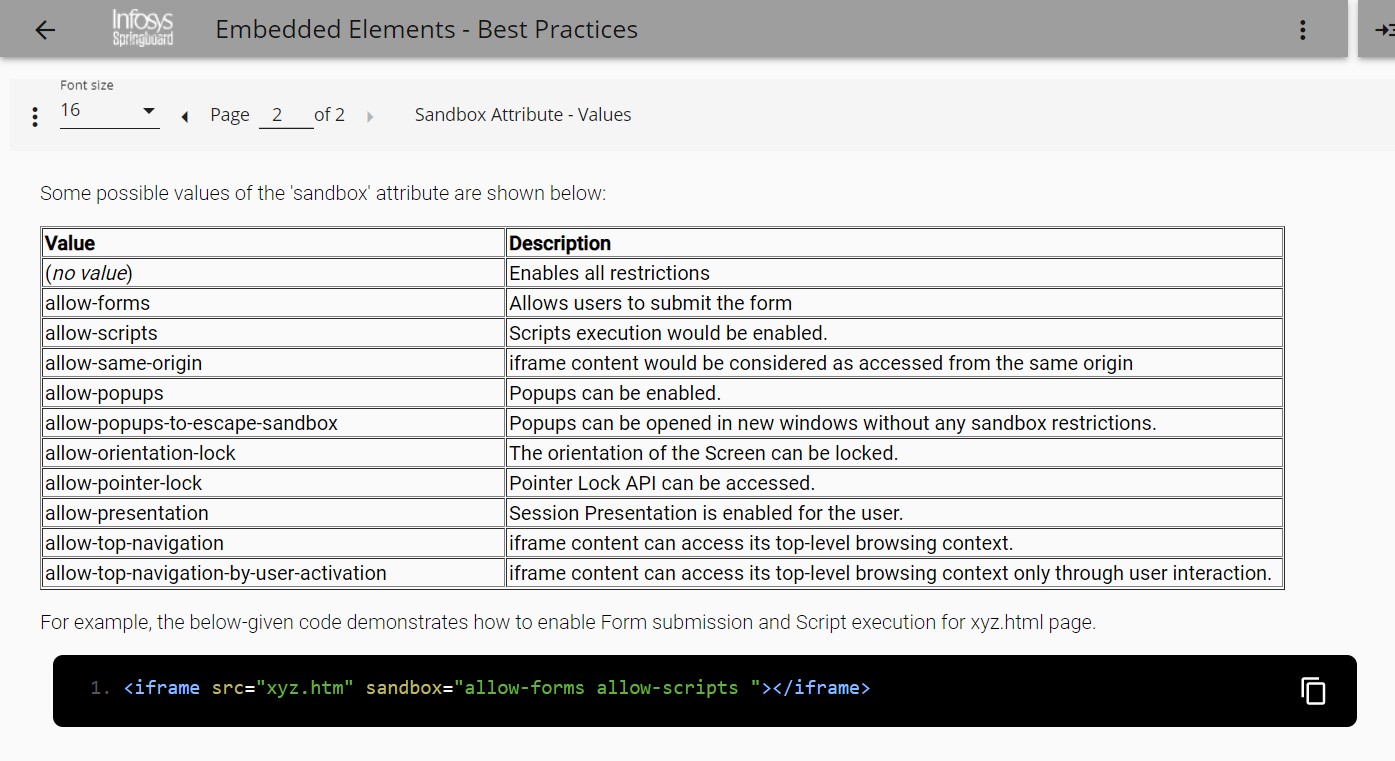 Infosys
Springboard
Embedded Elements - Best Practices
Font size
16
Page 2 of 2
Sandbox Attribute - Values
Some possible values of the 'sandbox' attribute are shown below:
Value Description
(no value) Enables all restrictions
allow-forms Allows users to submit the form
allow-scripts Scripts execution would be enabled.
allow-same-origin iframe content would be considered as accessed from the same origin
allow-popups Popups can be enabled.
allow-popups-to-escape-sandbox Popups can be opened in new windows without any sandbox restrictions.
allow-orientation-lock The orientation of the Screen can be locked.
allow-pointer-lock Pointer Lock API can be accessed.
allow-presentation Session Presentation is enabled for the user.
allow-top-navigation iframe content can access its top-level browsing context.
allow-top-navigation-by-user-activation iframe content can access its top-level browsing context only through user interaction.
For example, the below-given code demonstrates how to enable Form submission and Script execution for xyz.html page.
1. <iframe src="xyz.htm" sandbox="allow-forms allow-scripts "></iframe>